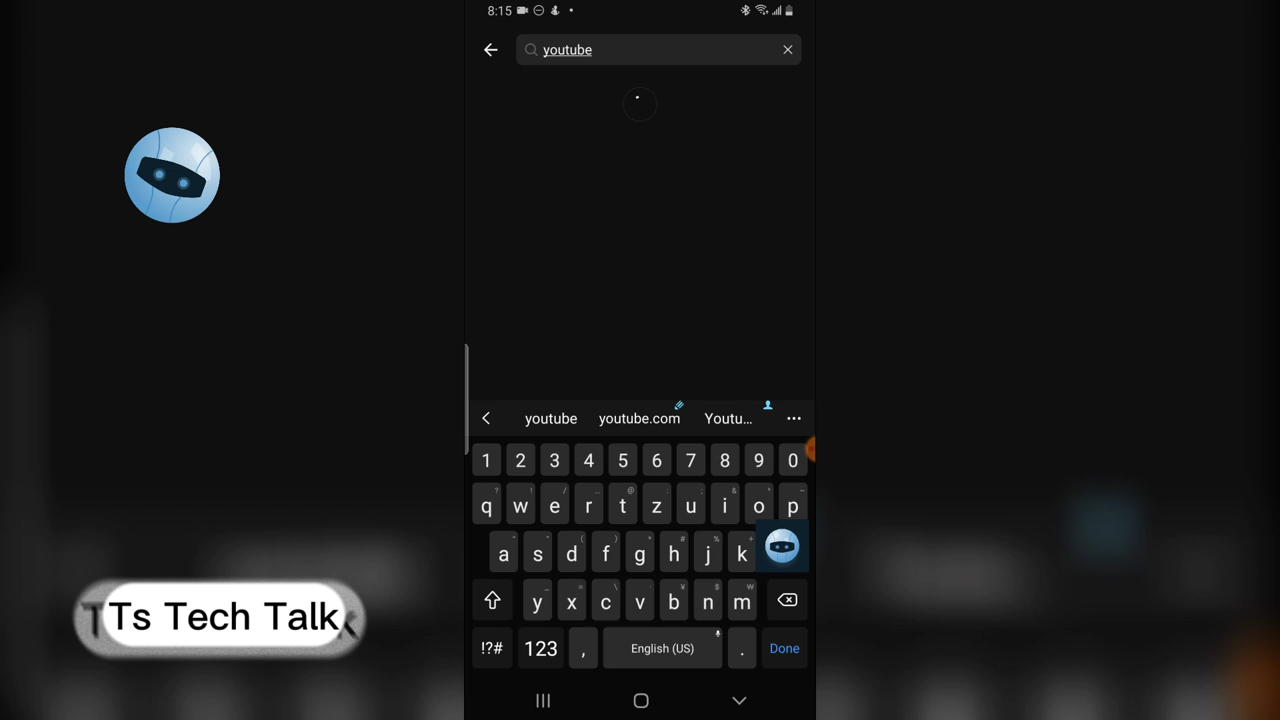 8:15
youtube
youtube youtube.com Youtu...
1 2 3 4 5 6 7 8 9 0
q w e r t z u i o p
a s d f g h j k
y x c v b n m
!?# 123 , English (US) . Done
Ts Tech Talk